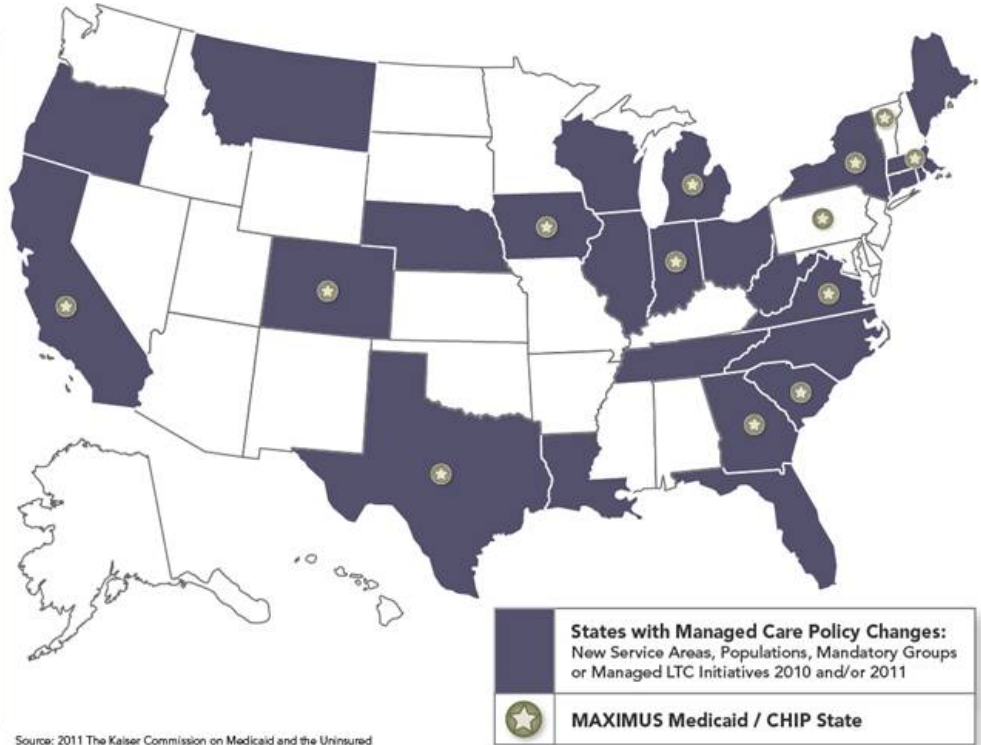 States with Managed Care Policy Changes:
New Service Areas, Populations, Mandatory Groups
or Managed LTC Initiatives 2010 and/or 2011
MAXIMUS Medicaid / CHIP State
Source: 2011 The Kaiser Commission on Medicaid and the Uninsured